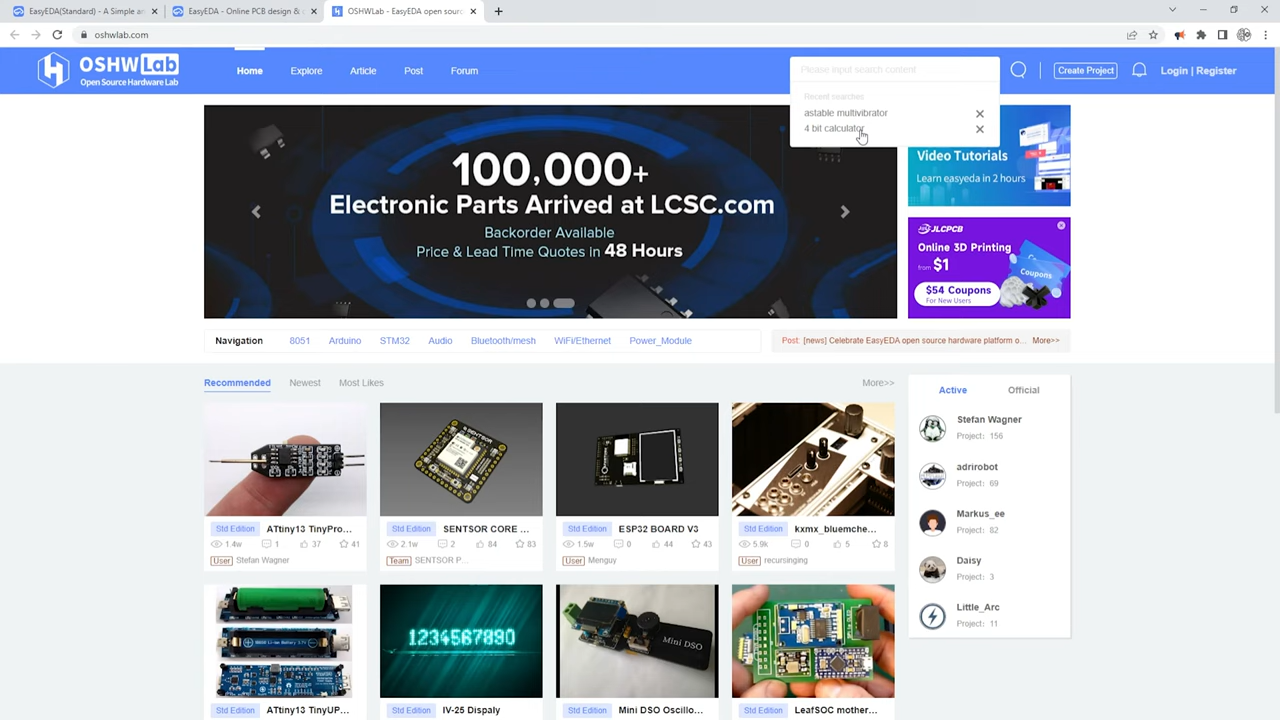 EasyEDA(Standard) - A Simple an
EasyEDA - Online PCB design & c
OSHWLab - EasyEDA open sourc
oshwlab.com
OSHWLab
Open Source Hardware Lab
Home
Explore
Article
Post
Forum
Please input search content
Recent searches
astable multivibrator
4 bit calculator
Create Project
Login | Register
100,000+
Electronic Parts Arrived at LCSC.com
Backorder Available
Price & Lead Time Quotes in 48 Hours
Video Tutorials
Learn easyeda in 2 hours
JLCPCB
Online 3D Printing
from $1
Coupons
$54 Coupons
For New Users
Navigation
8051
Arduino
STM32
Audio
Bluetooth/mesh
WiFi/Ethernet
Power_Module
Post: [news] Celebrate EasyEDA open source hardware platform o...
More>>
Recommended
Newest
Most Likes
More>>
Active
Official
Stefan Wagner
Project: 156
adrirobot
Project: 69
Markus_ee
Project: 82
Daisy
Project: 3
Little_Arc
Project: 11
SENTSOR
Std Edition ATtiny13 TinyPro...
1.4w 1 37 41
User Stefan Wagner
Std Edition SENTSOR CORE ...
2.1w 2 84 83
Team SENTSOR P...
Std Edition ESP32 BOARD V3
1.5w 0 44 43
User Menguy
Std Edition kxmx_bluemche...
5.9k 0 5 8
User recursinging
1234567890
Mini DSO
Std Edition ATtiny13 TinyUP...
Std Edition IV-25 Dispaly
Std Edition Mini DSO Oscillo...
Std Edition LeafSOC mother...